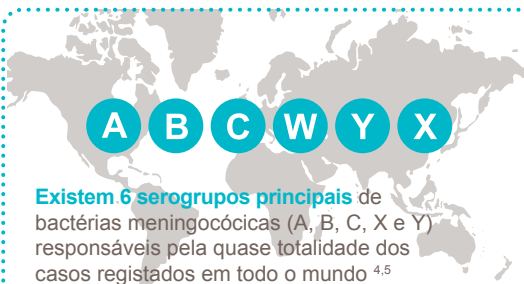 A B C W Y X
Existem 6 serogrupos principais de
bactérias meningocócicas (A, B, C, X e Y)
responsáveis pela quase totalidade dos
casos registados em todo o mundo 4,5